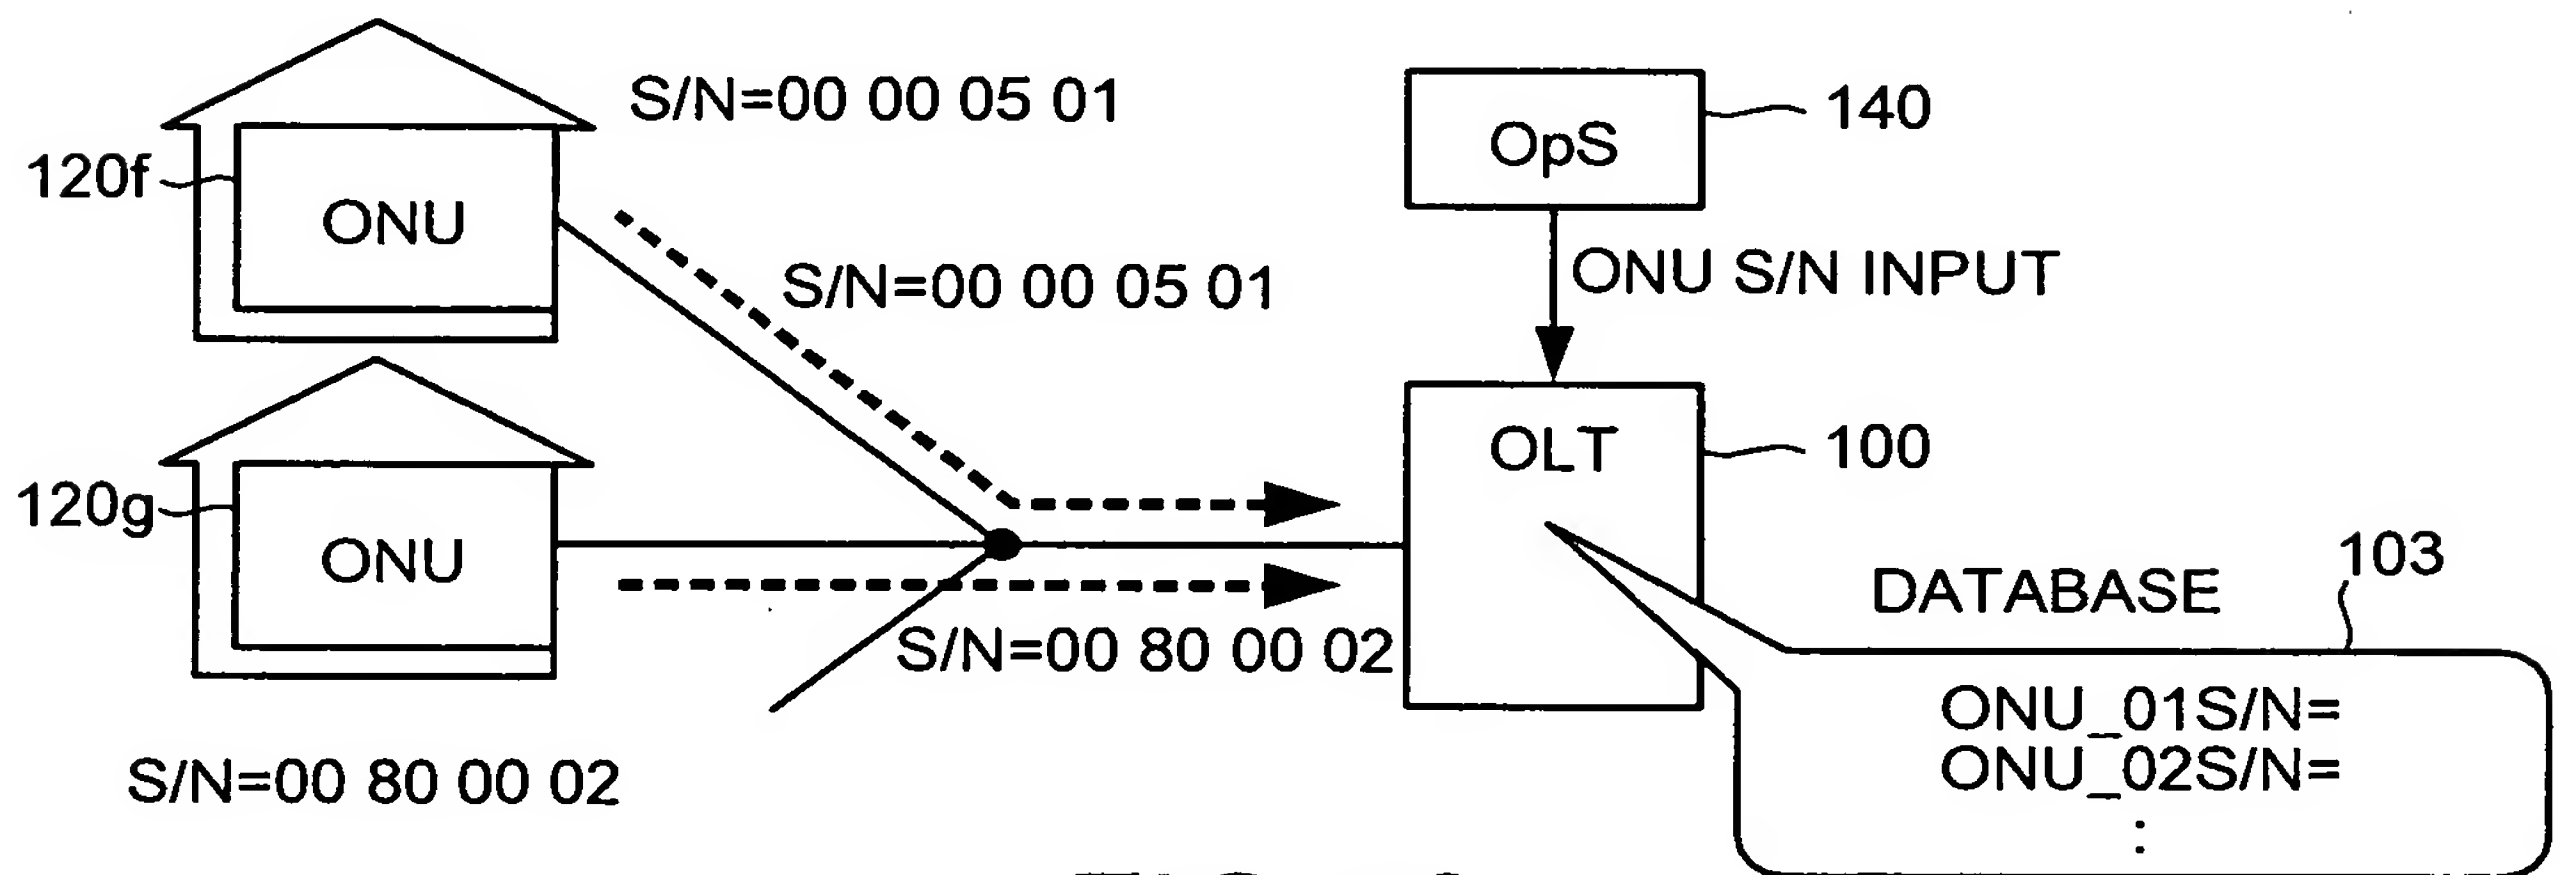 S/N=00 00 05 01
140
OpS
120f
ONU
S/N=00 00 05 01
ONU S/N INPUT
OLT
100
120g
ONU
103
DATABASE
S/N=00 80 00 02
ONU_01S/N=
ONU_02S/N=
:
S/N=00 80 00 02